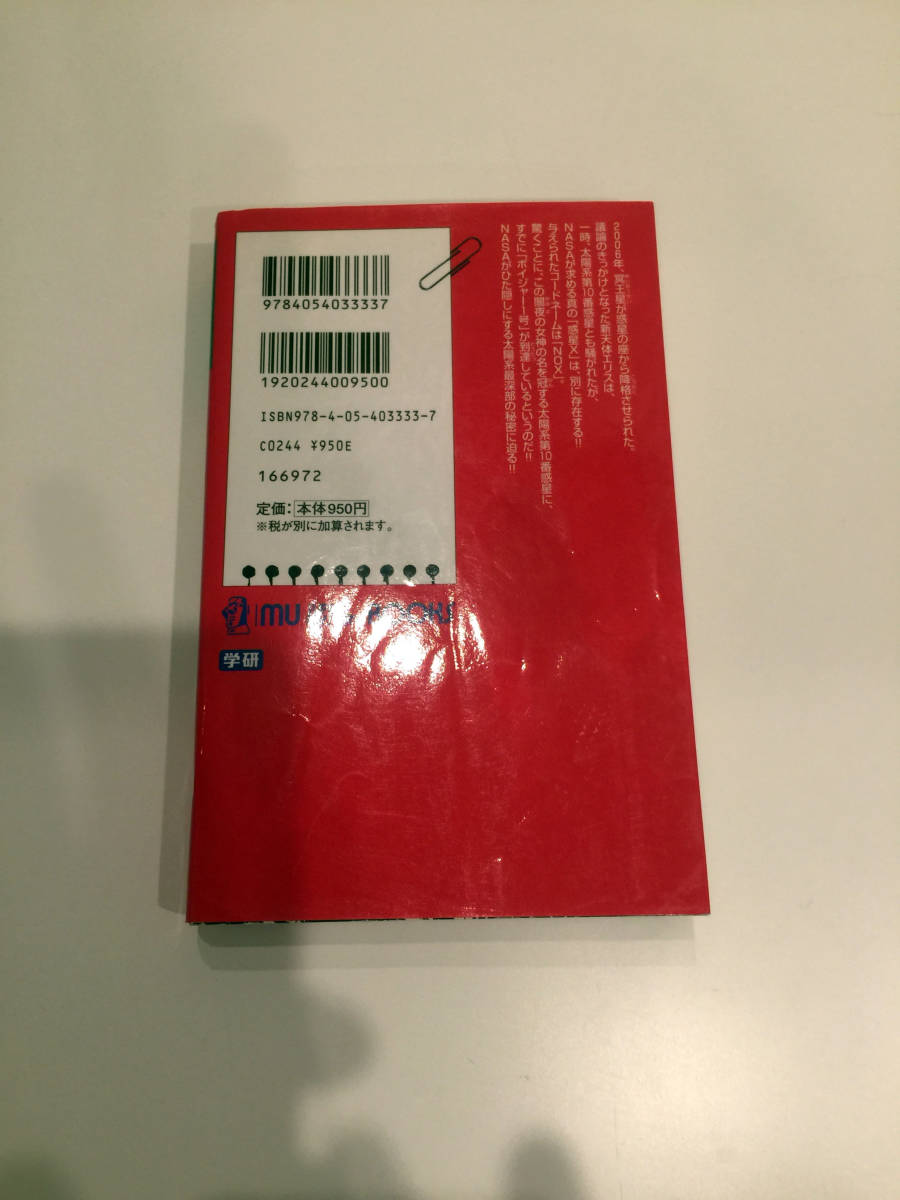 2006年、冥王星が惑星の座から降格させられた。
議論のきっかけとなった新天体エリスは、
一時、太陽系第10番惑星とも騒がれたが、
NASAが求める真の「惑星X」は、別に存在する!!
与えられたコードネームは「NOX」。
驚くことに、この闇夜の女神の名を冠する太陽系第10番惑星に、
すでに「ボイジャー1号」が到達しているというのだ!!
NASAがひた隠しにする太陽系最深部の秘密に迫る!!
9784054033337
1920244009500
ISBN978-4-05-403333-7
C0244 ¥950E
166972
定価：本体950円
※税が別に加算されます。
MU BOOKS
学研